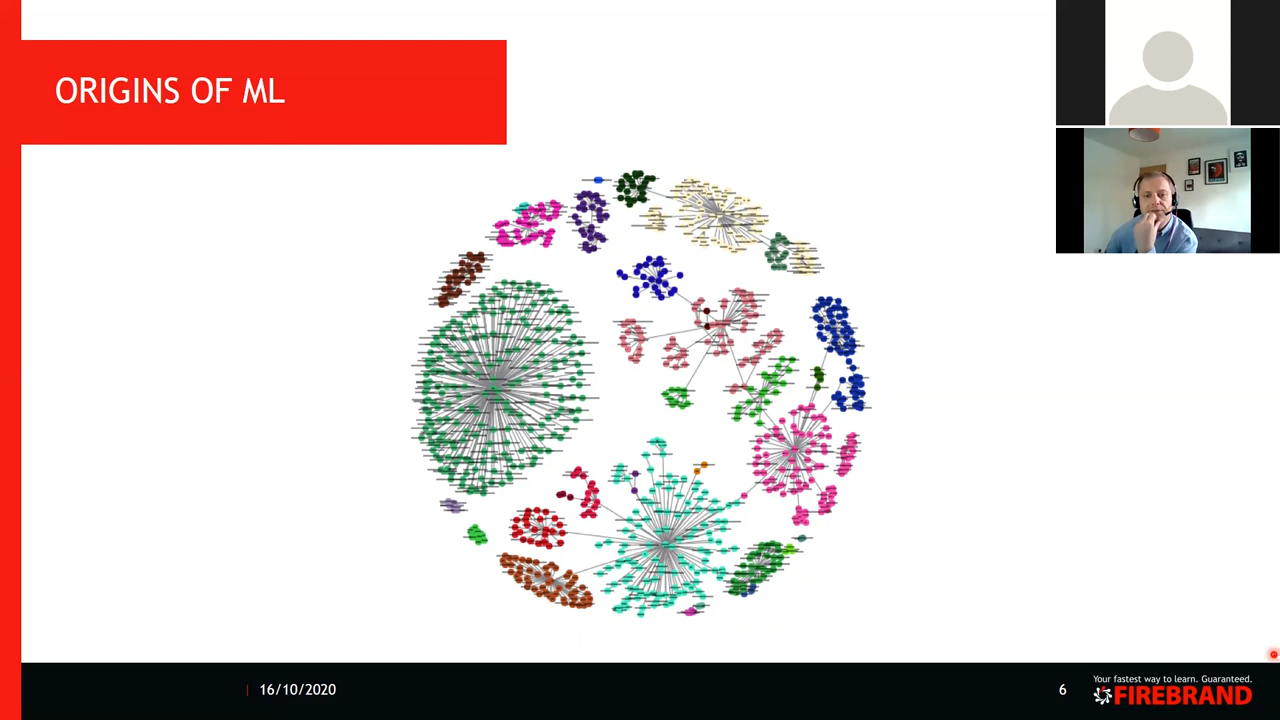 ORIGINS OF ML
16/10/2020
6
Your fastest way to learn. Guaranteed.
FIREBRAND